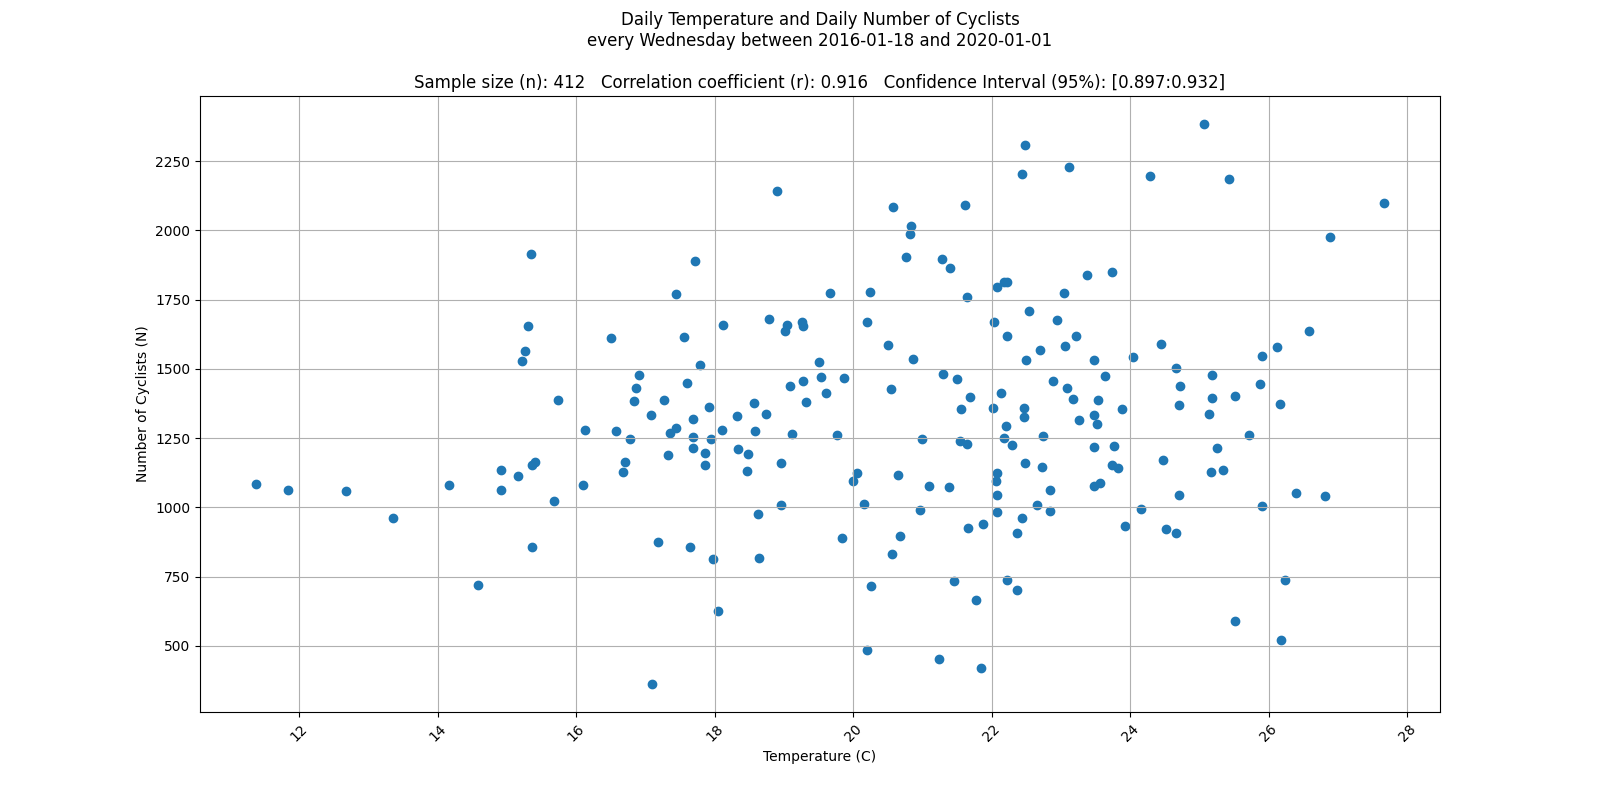 Daily Temperature and Daily Number of Cyclists
every Wednesday between 2016-01-18 and 2020-01-01
Sample size (n): 412   Correlation coefficient (r): 0.916   Confidence Interval (95%): [0.897:0.932]
Number of Cyclists (N)
2250
2000
1750
1500
1250
1000
750
500
12 14 16 18 20 22 24 26 28
Temperature (C)